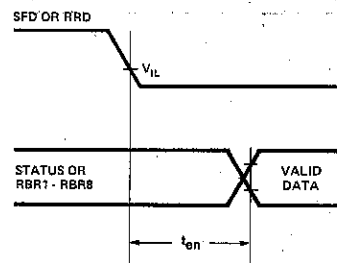 SFD OR RRD
VIL
STATUS OR
RBR1 - RBR8
VALID
DATA
ten